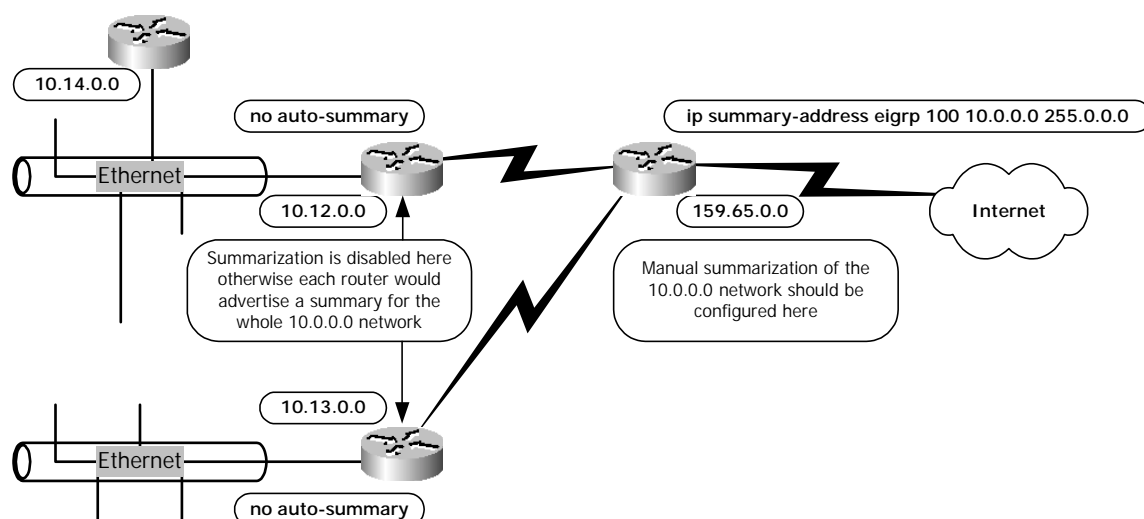 10.14.0.0
no auto-summary
ip summary-address eigrp 100 10.0.0.0 255.0.0.0
Ethernet
10.12.0.0
159.65.0.0
Internet
Summarization is disabled here
otherwise each router would
advertise a summary for the
whole 10.0.0.0 network
Manual summarization of the
10.0.0.0 network should be
configured here
10.13.0.0
Ethernet
no auto-summary